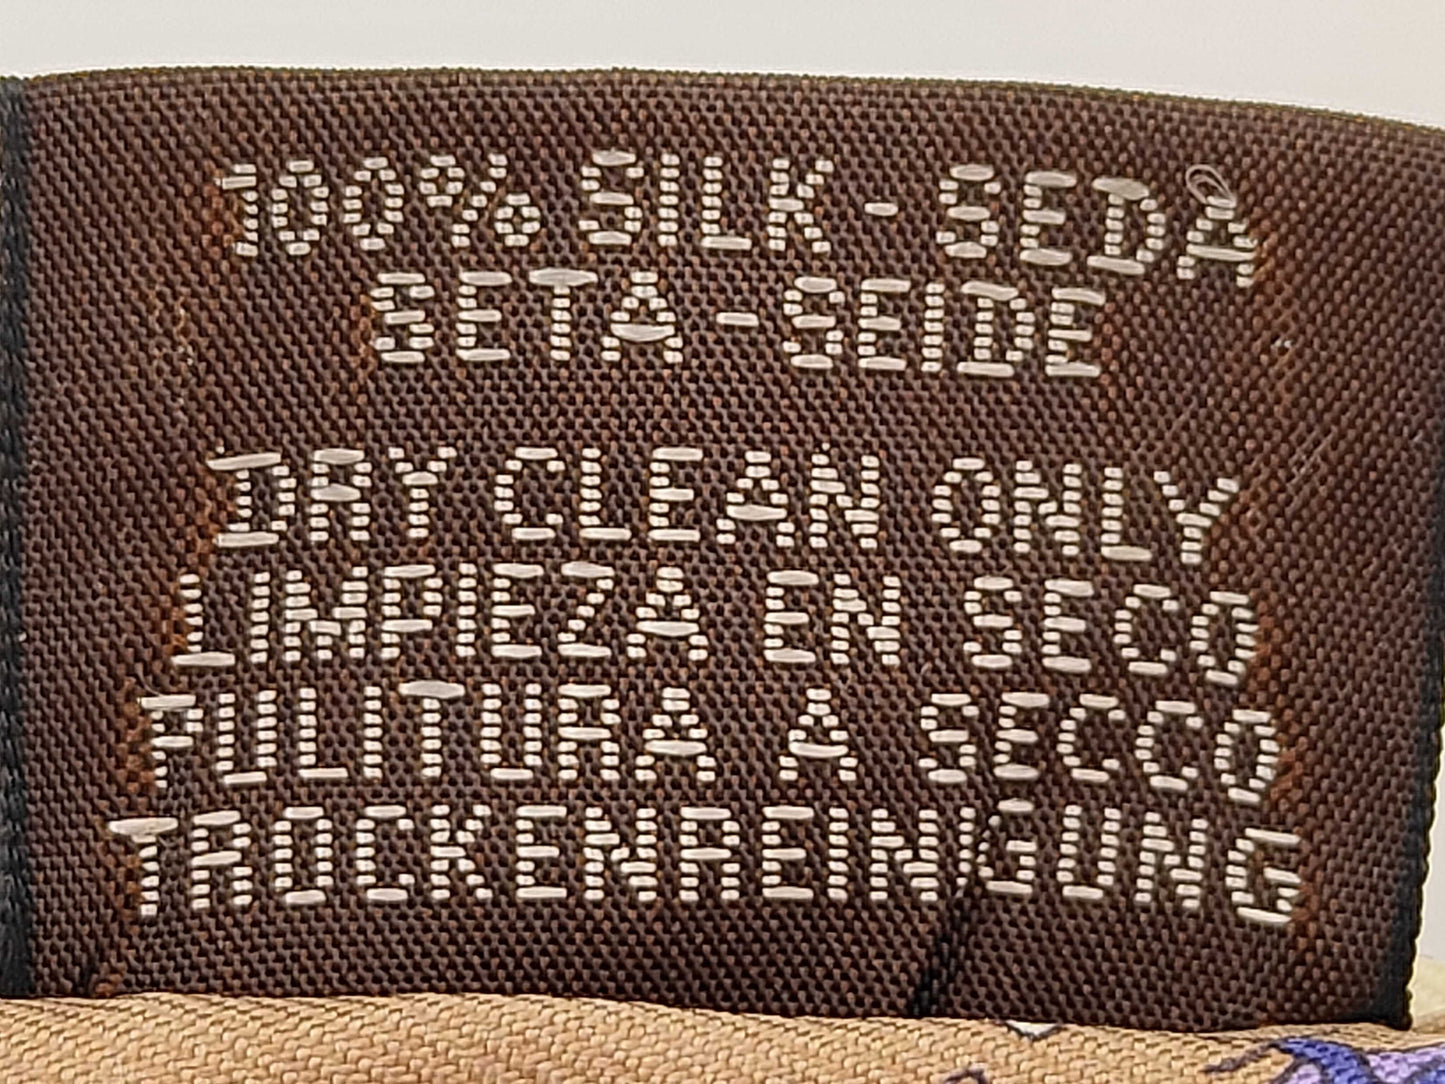 100% SILK - SEDA
SETA - SEIDE
DRY CLEAN ONLY
LIMPIEZA EN SECO
PULITURA A SECCO
TROCKENREINIGUNG